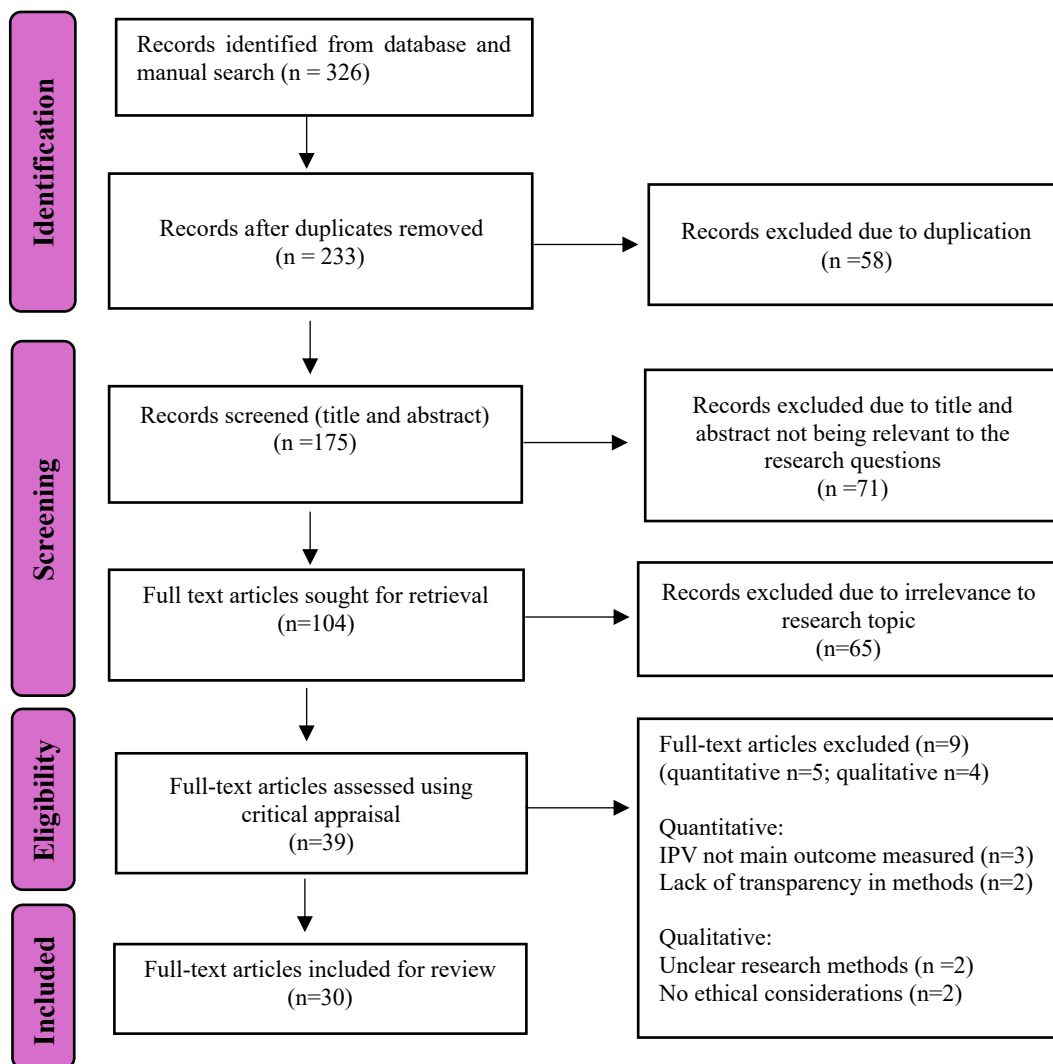 Identification
Records identified from database and
manual search (n = 326)
Records after duplicates removed
(n = 233)
Records excluded due to duplication
(n =58)
Screening
Records screened (title and abstract)
(n =175)
Records excluded due to title and
abstract not being relevant to the
research questions
(n =71)
Full text articles sought for retrieval
(n=104)
Records excluded due to irrelevance to
research topic
(n=65)
Eligibility
Full-text articles assessed using
critical appraisal
(n=39)
Full-text articles excluded (n=9)
(quantitative n=5; qualitative n=4)
Quantitative:
IPV not main outcome measured (n=3)
Lack of transparency in methods (n=2)
Qualitative:
Unclear research methods (n =2)
No ethical considerations (n=2)
Included
Full-text articles included for review
(n=30)